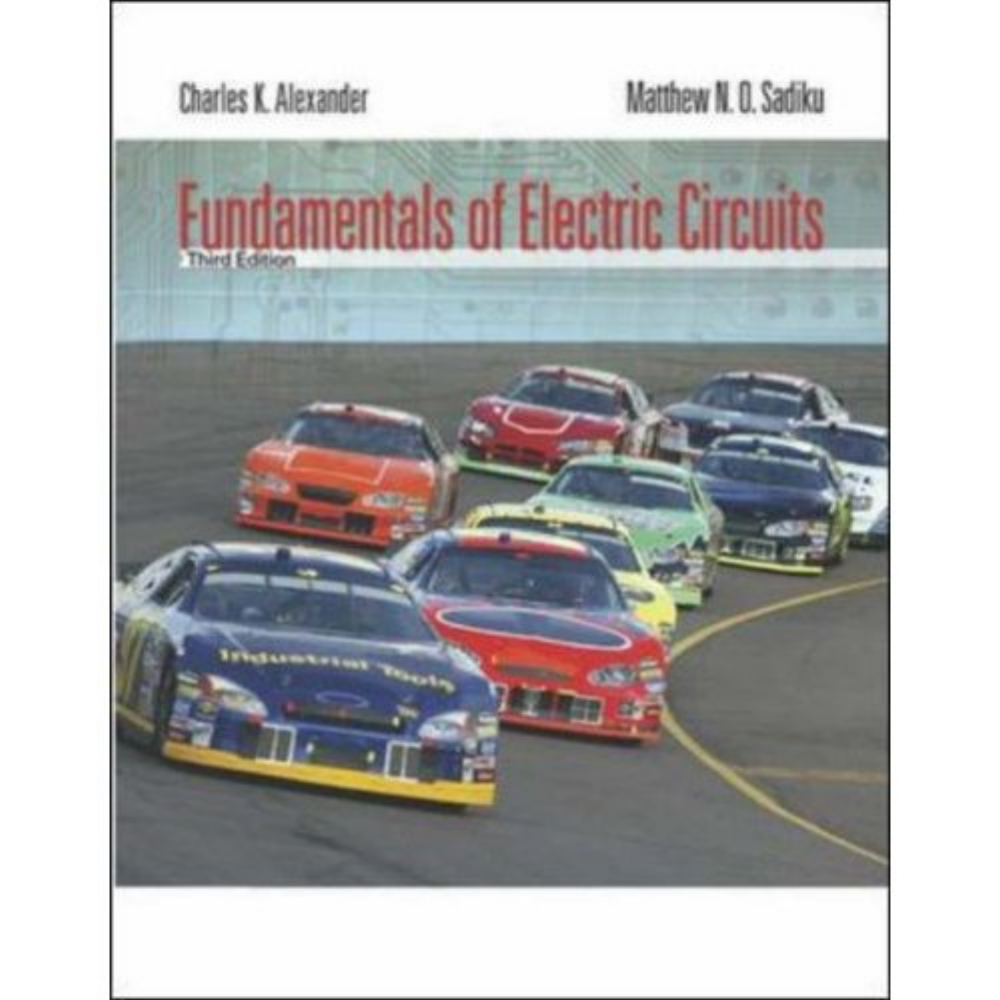 Charles K. Alexander
Matthew N. O. Sadiku
Fundamentals of Electric Circuits
Third Edition
Industrial Tools